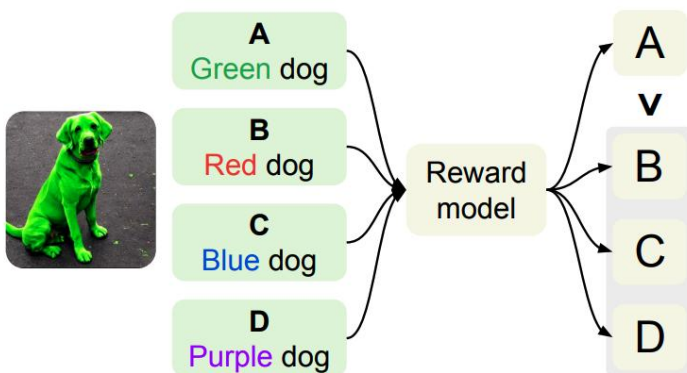 A
Green dog
B
Red dog
C
Blue dog
D
Purple dog
Reward
model
A
v
B
C
D